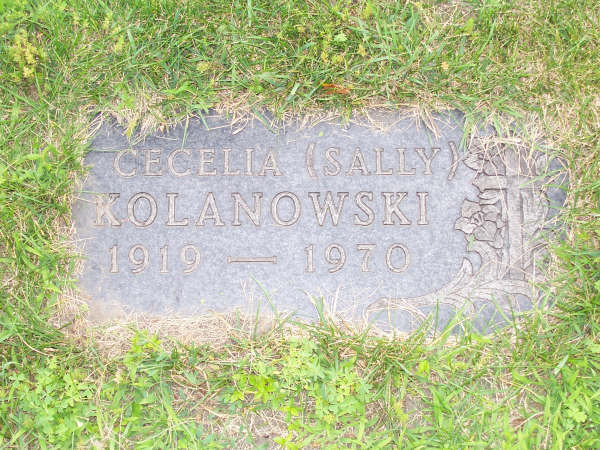 CECELIA (SALLY)
KOLANOWSKI
1919 — 1970